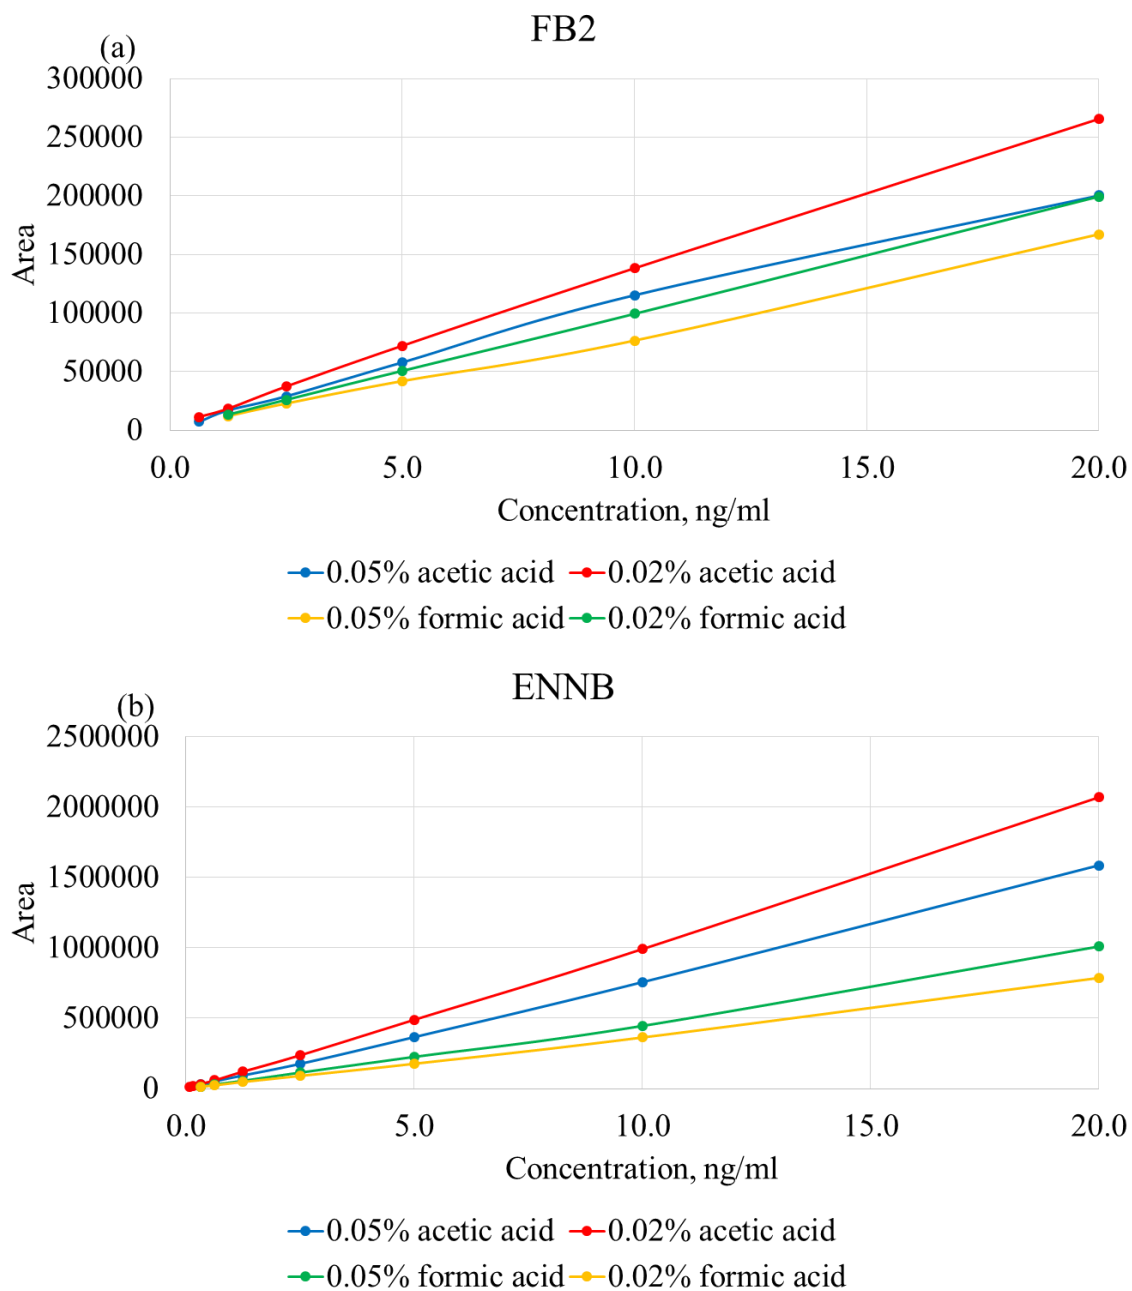 FB2
(a)
300000
250000
200000
150000
100000
50000
0
Area
0.0 5.0 10.0 15.0 20.0
Concentration, ng/ml
0.05% acetic acid 0.02% acetic acid
0.05% formic acid 0.02% formic acid
ENNB
(b)
2500000
2000000
1500000
1000000
500000
0
Area
0.0 5.0 10.0 15.0 20.0
Concentration, ng/ml
0.05% acetic acid 0.02% acetic acid
0.05% formic acid 0.02% formic acid